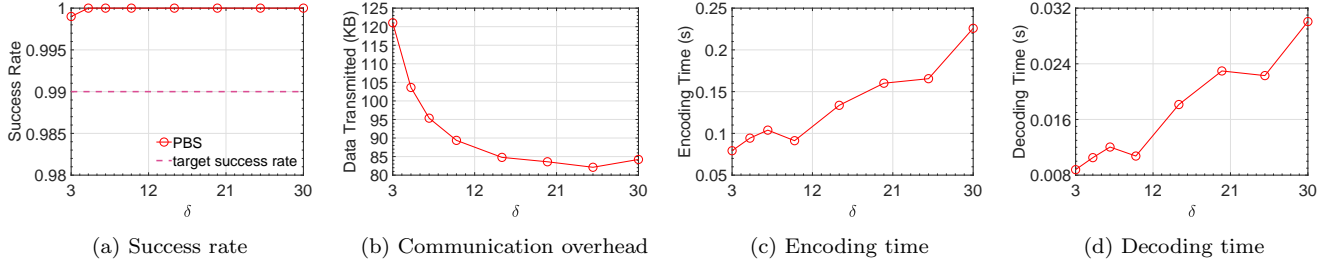 1
0.995
0.99
0.985
0.98
Success Rate
PBS
target success rate
3 12 21 30
δ
(a) Success rate
125
120
115
110
105
100
95
90
85
80
Data Transmitted (KB)
3 12 21 30
δ
(b) Communication overhead
0.25
0.2
0.15
0.1
0.05
Encoding Time (s)
3 12 21 30
δ
(c) Encoding time
0.032
0.024
0.016
0.008
Decoding Time (s)
3 12 21 30
δ
(d) Decoding time